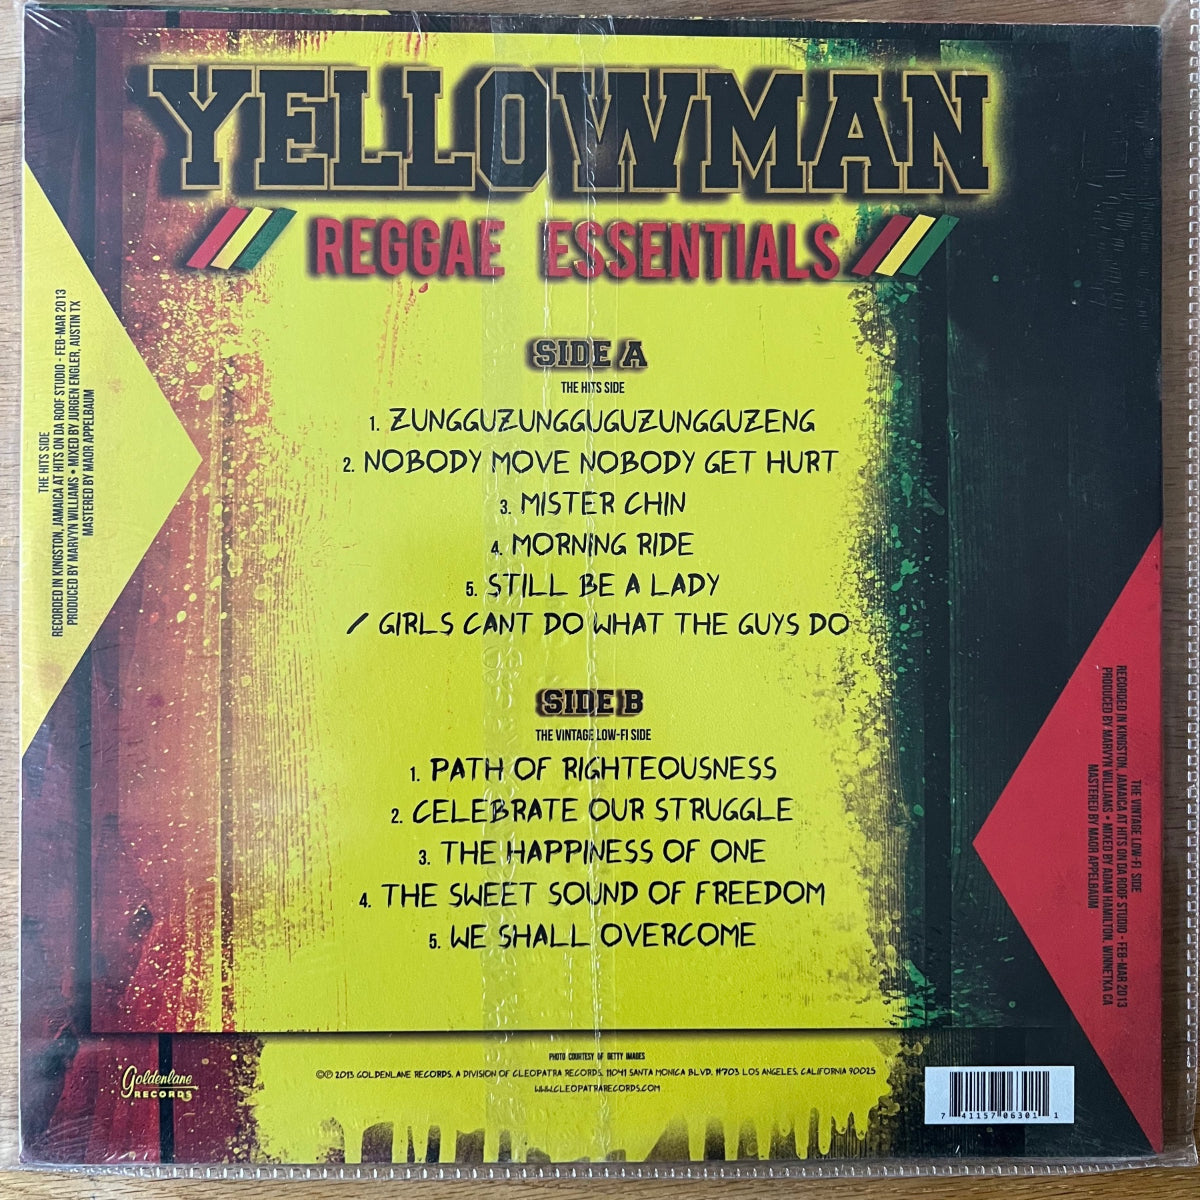 YELLOWMAN
REGGAE ESSENTIALS
SIDE A
THE HITS SIDE
1. ZUNGGUZUNGGUGUZUNGGUZENG
2. NOBODY MOVE NOBODY GET HURT
3. MISTER CHIN
4. MORNING RIDE
5. STILL BE A LADY
/ GIRLS CANT DO WHAT THE GUYS DO
SIDE B
THE VINTAGE LOW-FI SIDE
1. PATH OF RIGHTEOUSNESS
2. CELEBRATE OUR STRUGGLE
3. THE HAPPINESS OF ONE
4. THE SWEET SOUND OF FREEDOM
5. WE SHALL OVERCOME
THE HITS SIDE
RECORDED IN KINGSTON, JAMAICA AT HITS ON DA ROOF STUDIO - FEB-MAR 2013
PRODUCED BY MARVYN WILLIAMS • MIXED BY JURGEN ENGLER, AUSTIN TX
MASTERED BY MAOR APPELBAUM
THE VINTAGE LOW-FI SIDE
RECORDED IN KINGSTON, JAMAICA AT HITS ON DA ROOF STUDIO - FEB-MAR 2013
PRODUCED BY MARVYN WILLIAMS • MIXED BY ADAM HAMILTON, WINNETKA CA
MASTERED BY MAOR APPELBAUM
PHOTO COURTESY OF GETTY IMAGES
©℗ 2013 GOLDENLANE RECORDS, A DIVISION OF CLEOPATRA RECORDS, 11041 SANTA MONICA BLVD. #703 LOS ANGELES, CALIFORNIA 90025
WWW.CLEOPATRARECORDS.COM
Goldenlane
RECORDS
7 41157 06301 1